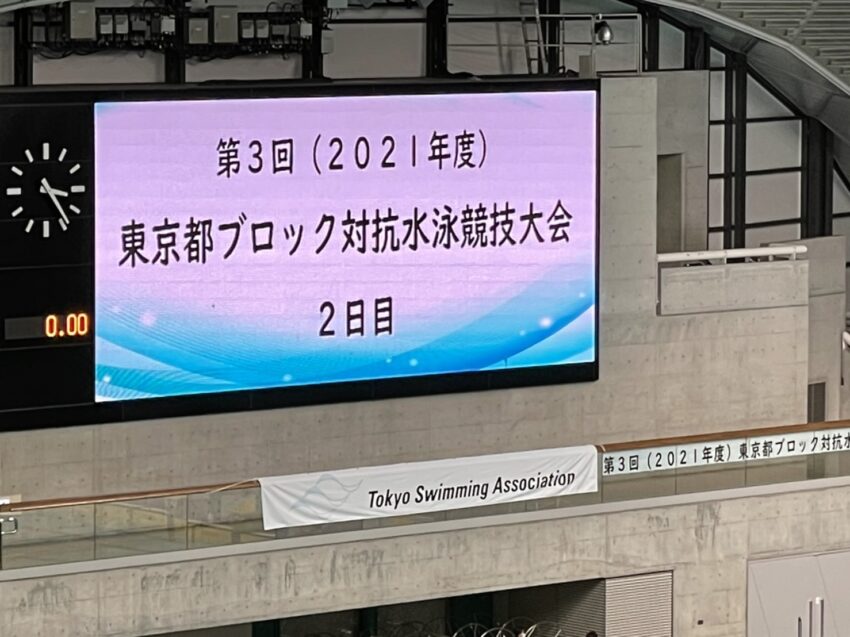 第3回（2021年度）
東京都ブロック対抗水泳競技大会
2日目
0.00
Tokyo Swimming Association
第3回（2021年度）東京都ブロック対抗水